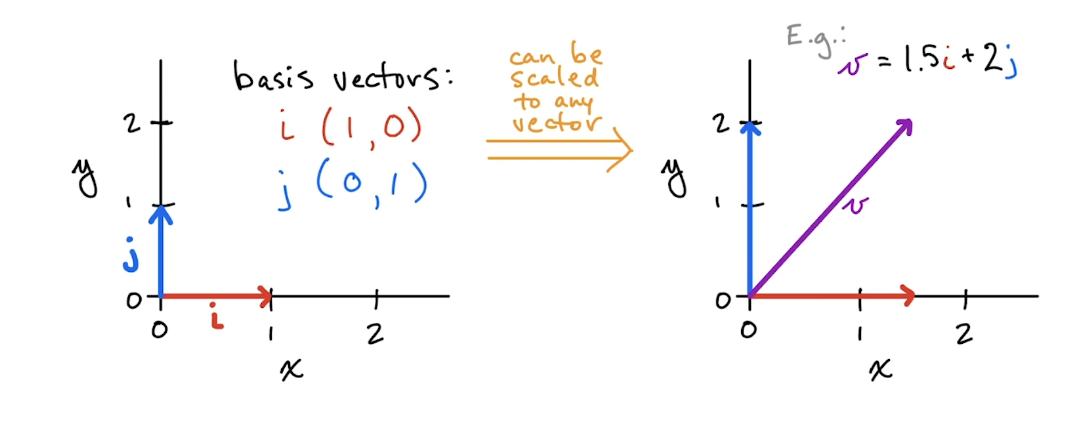 basis vectors:
i (1,0)
j (0,1)
2
y
1
j
0
i
0 1 2
x
can be
scaled
to any
vector
E.g.:
v = 1.5i + 2j
2
y
1
v
0
0 1 2
x